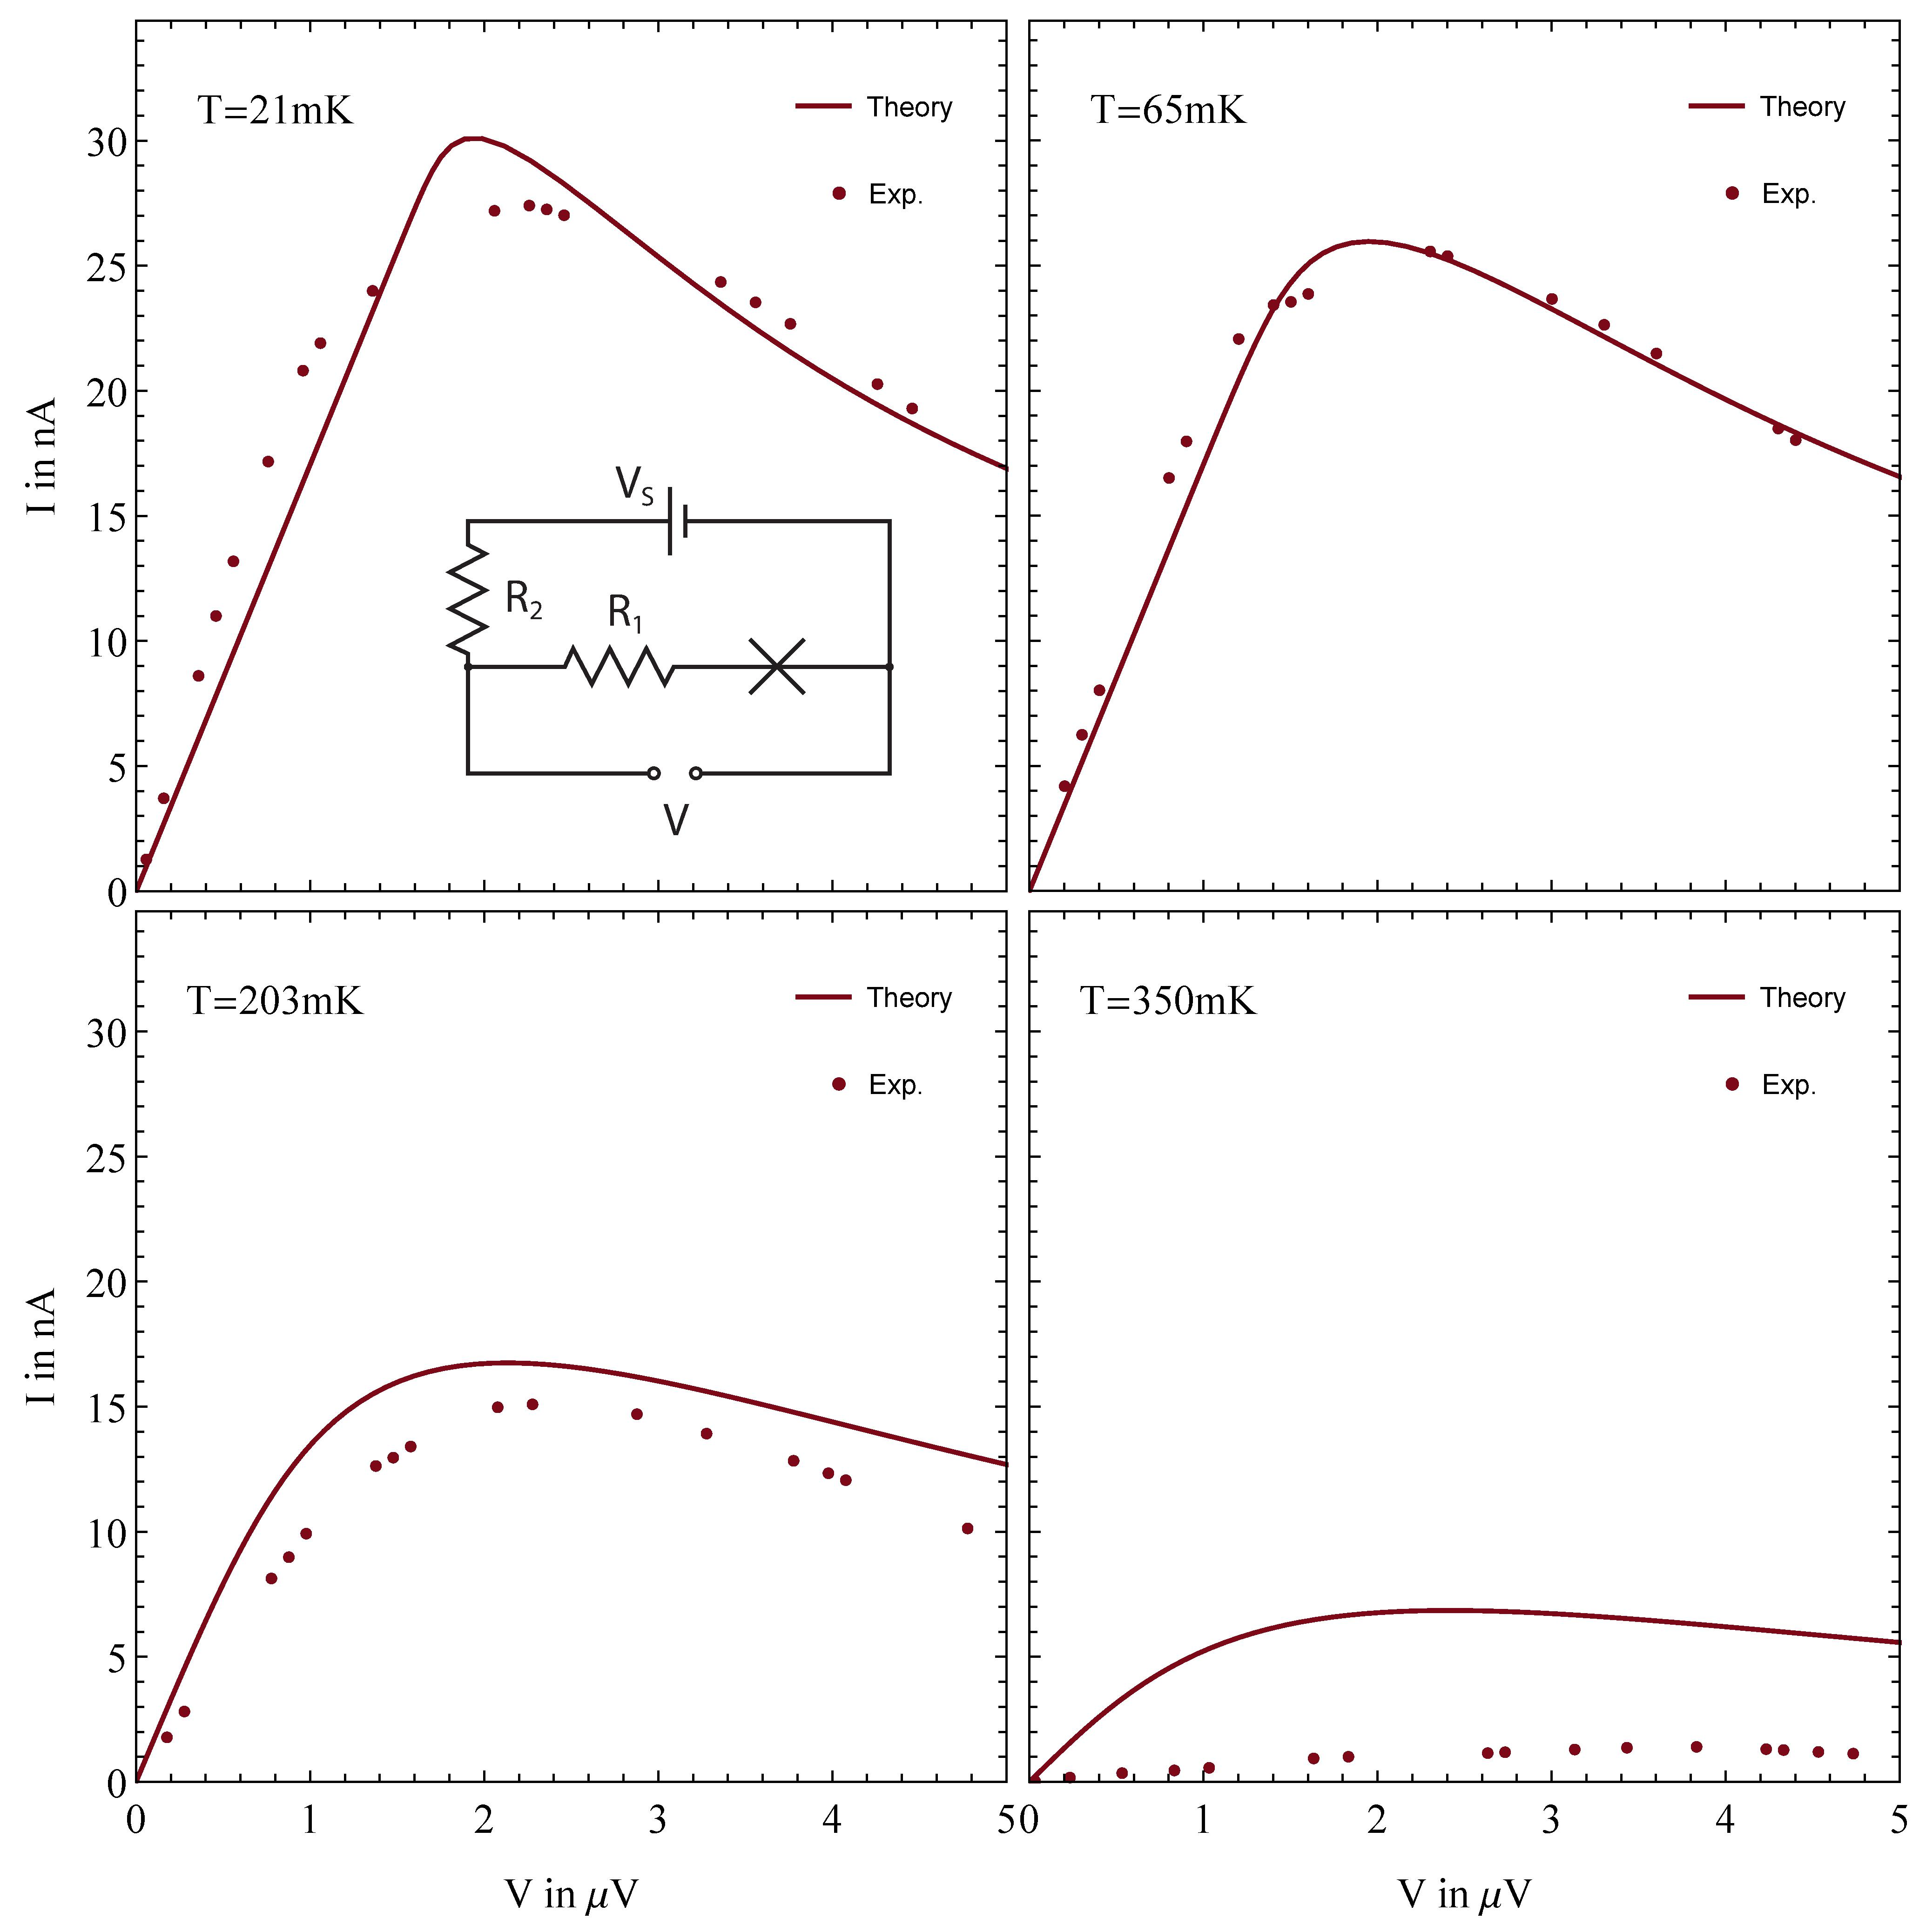 T=21mK
Theory
Exp.
30
25
20
15
10
5
0
I in nA
V_S
R_2
R_1
V
T=65mK
Theory
Exp.
T=203mK
Theory
Exp.
30
25
20
15
10
5
0
I in nA
0 1 2 3 4 5
V in μV
T=350mK
Theory
Exp.
0 1 2 3 4 5
V in μV